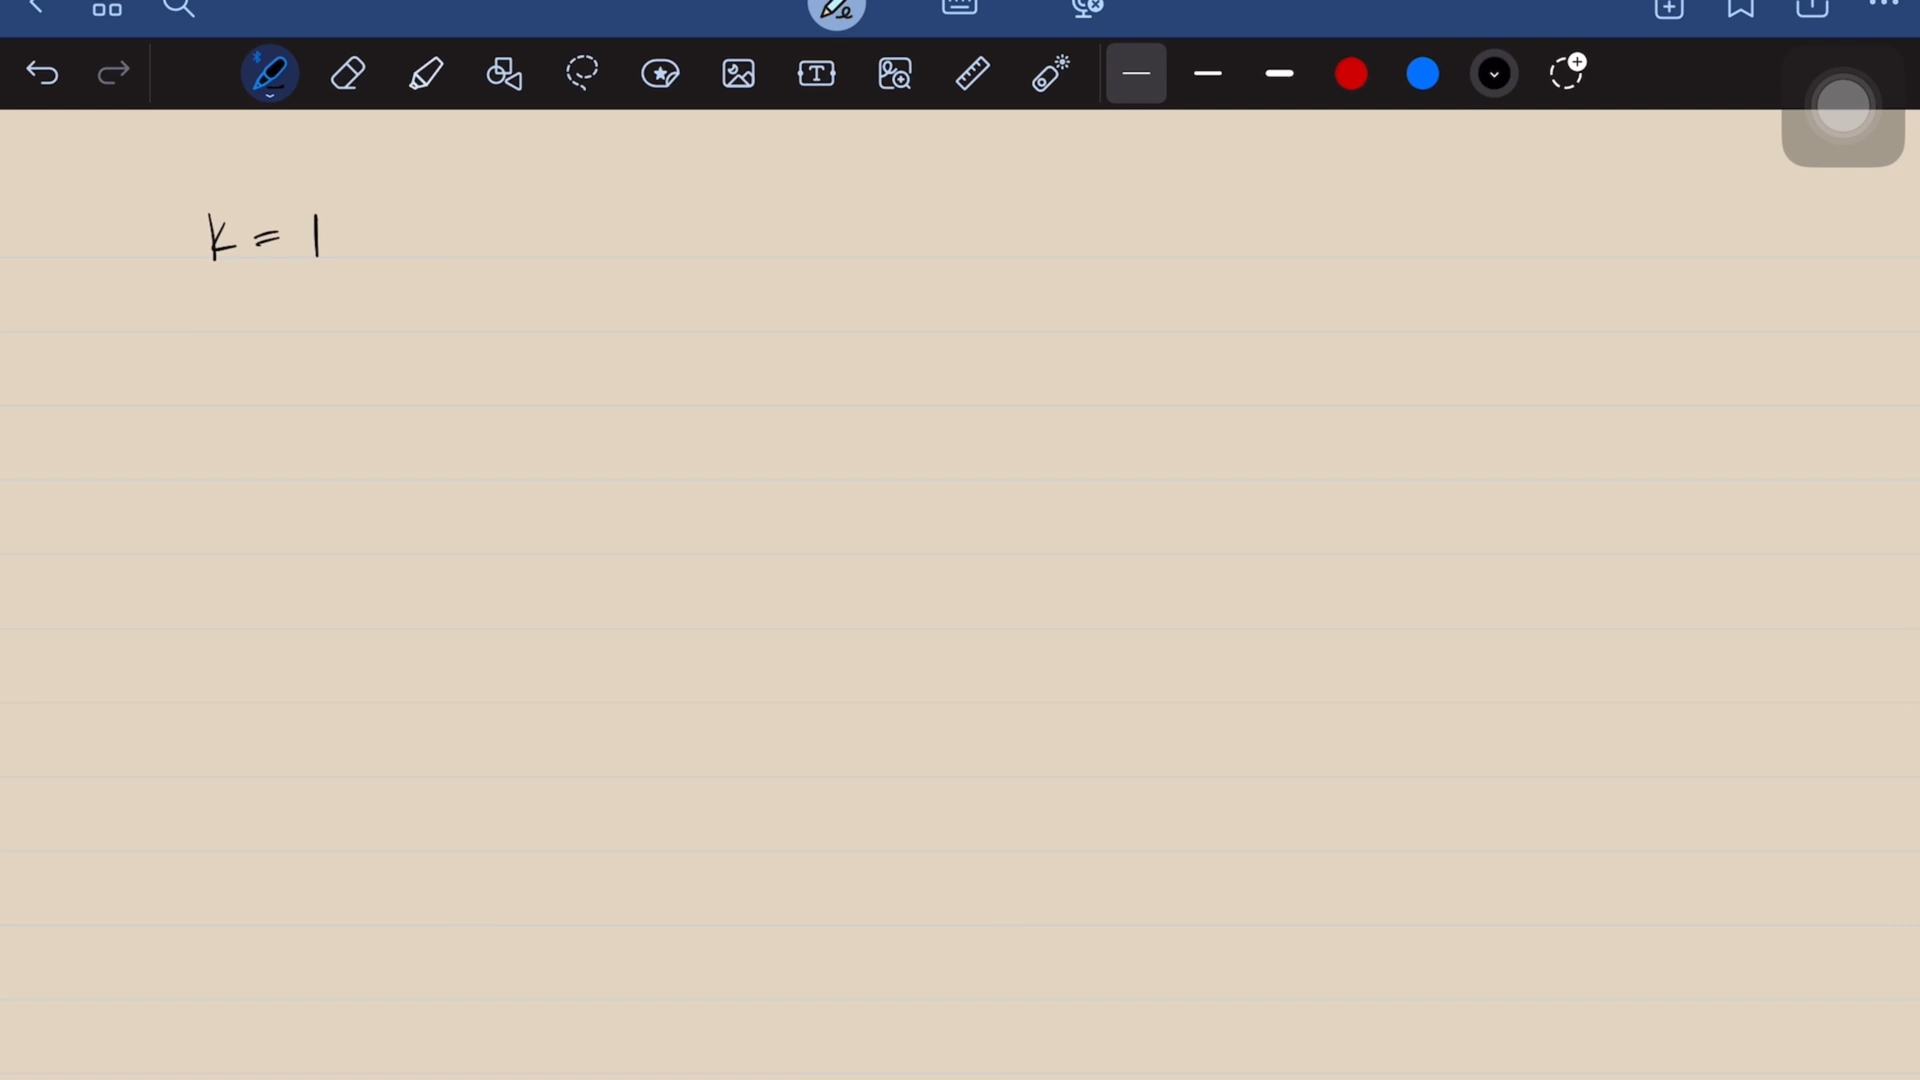 k = 1